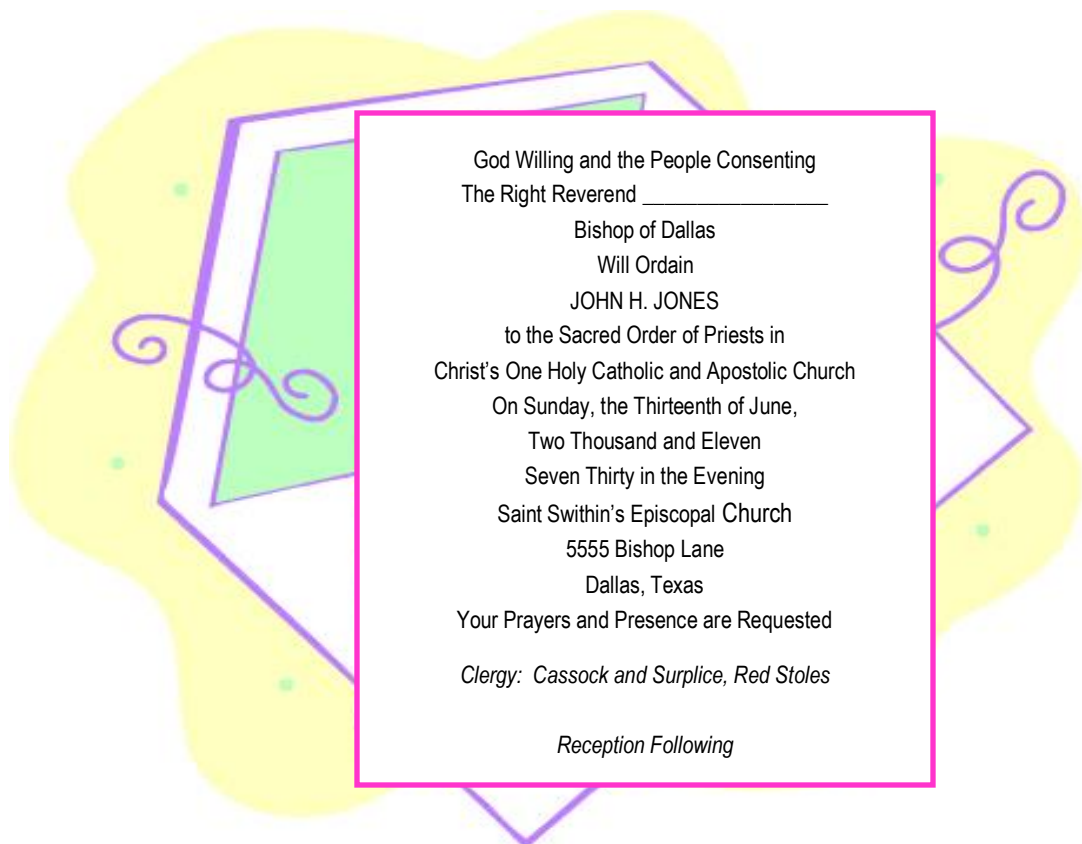 God Willing and the People Consenting
The Right Reverend _________________
Bishop of Dallas
Will Ordain
JOHN H. JONES
to the Sacred Order of Priests in
Christ’s One Holy Catholic and Apostolic Church
On Sunday, the Thirteenth of June,
Two Thousand and Eleven
Seven Thirty in the Evening
Saint Swithin’s Episcopal Church
5555 Bishop Lane
Dallas, Texas
Your Prayers and Presence are Requested
Clergy:  Cassock and Surplice, Red Stoles
Reception Following